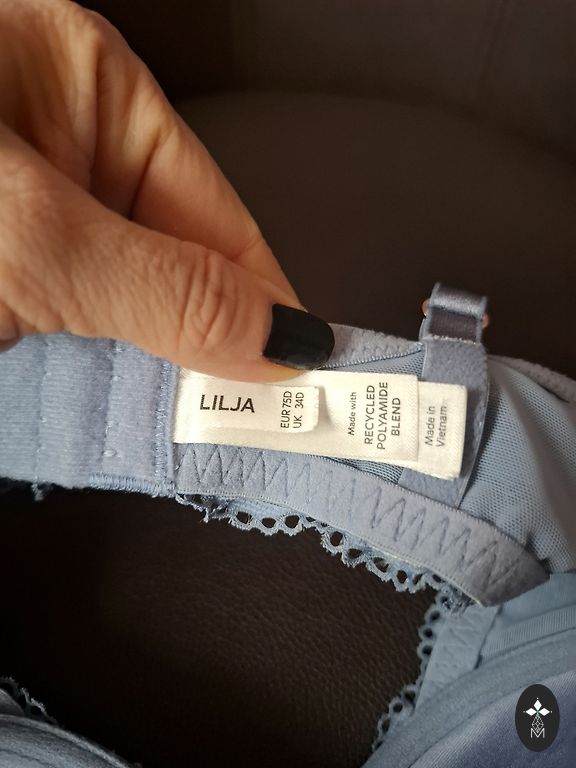 LILJA
EUR 75D
UK 34D
Made with
RECYCLED
POLYAMIDE
BLEND
Made in
Vietnam
M